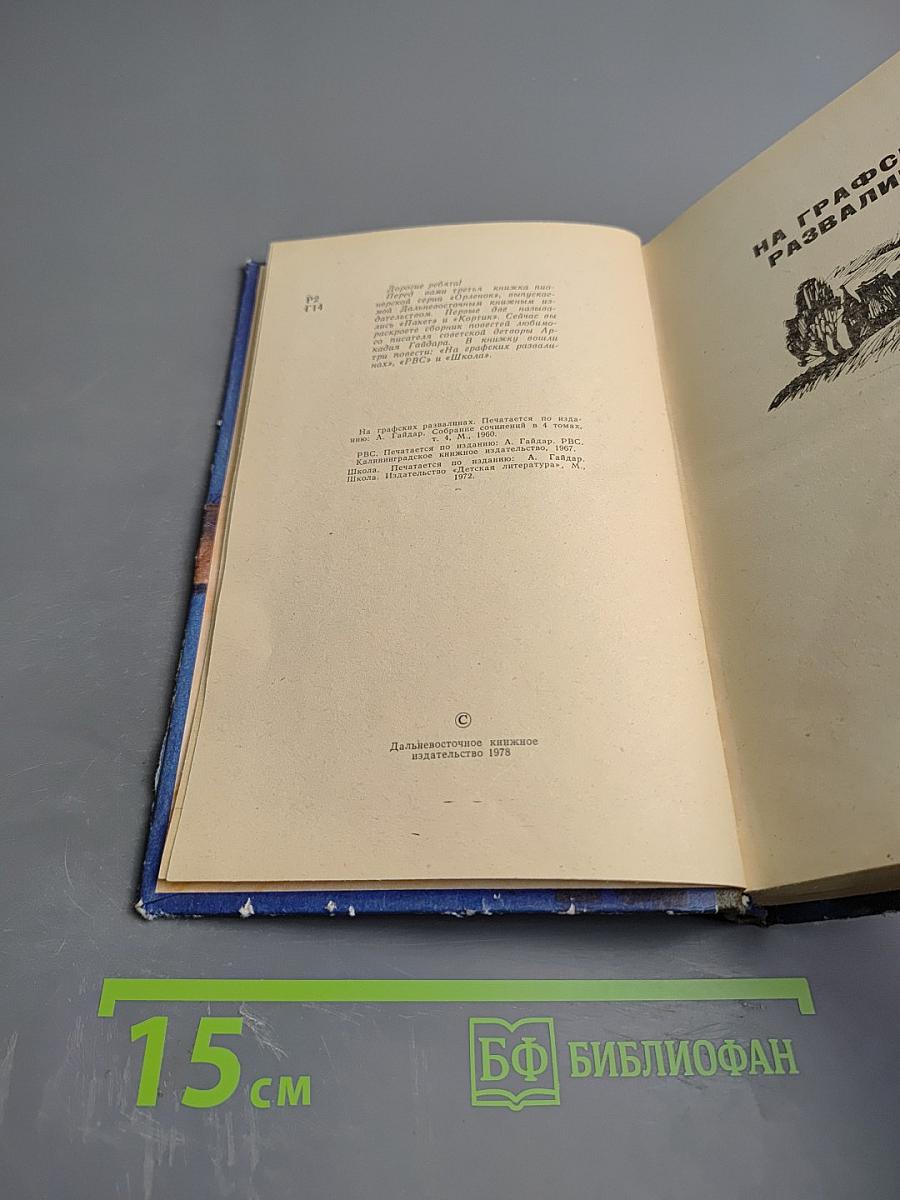 Р2
Г14
Дорогие ребята!
Перед вами третья книжка пио-
нерской серии «Орленок», выпускае-
мой Дальневосточным книжным из-
дательством. Первые две называ-
лись «Пакет» и «Кортик». Сейчас вы
раскроете сборник повестей любимо-
го писателя советской детворы Ар-
кадия Гайдара. В книжку вошли
три повести: «На графских развали-
нах», «РВС» и «Школа».
На графских развалинах. Печатается по изда-
нию: А. Гайдар. Собрание сочинений в 4 томах,
т. 4, М., 1960.
РВС. Печатается по изданию: А. Гайдар. РВС.
Калининградское книжное издательство, 1967.
Школа. Печатается по изданию: А. Гайдар.
Школа. Издательство «Детская литература», М.,
1972.
©
Дальневосточное книжное
издательство 1978
НА ГРАФС
РАЗВАЛИ
15 см
БФ БИБЛИОФАН